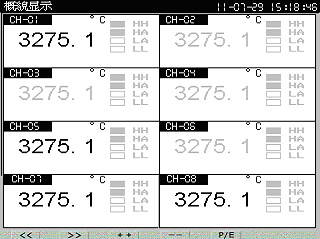 概貌显示 11-07-29 15:18:46
CH-01 °C HH CH-02 °C HH
3275. 1 HA 3275. 1 HA
LA LA
LL LL
CH-03 °C HH CH-04 °C HH
3275. 1 HA 3275. 1 HA
LA LA
LL LL
CH-05 °C HH CH-06 °C HH
3275. 1 HA 3275. 1 HA
LA LA
LL LL
CH-07 °C HH CH-08 °C HH
3275. 1 HA 3275. 1 HA
LA LA
LL LL
<< >> ++ -- P/E